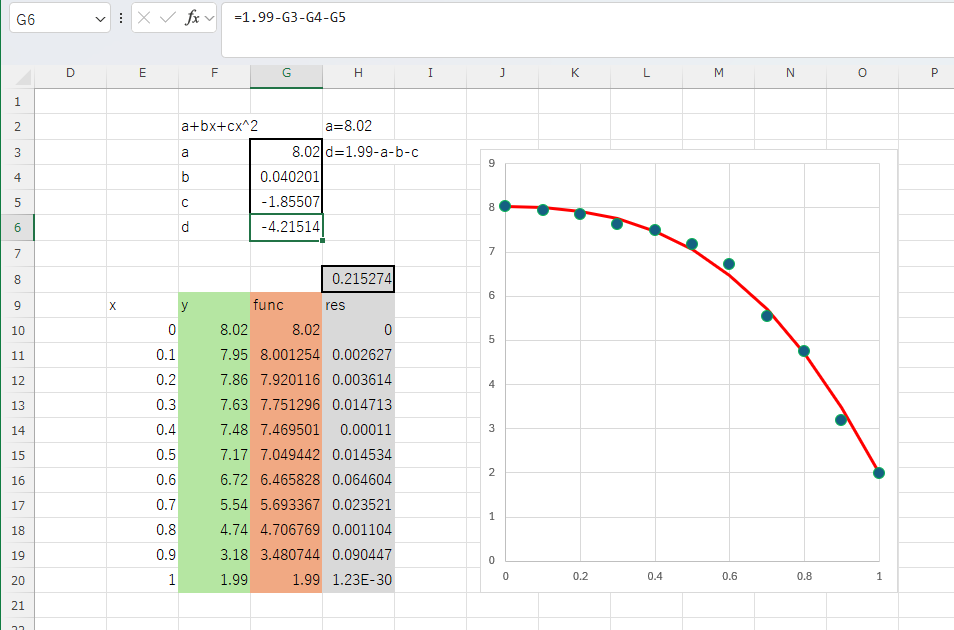 G6 fx =1.99-G3-G4-G5
D E F G H I J K L M N O P
1
2 a+bx+cx^2 a=8.02
3 a 8.02 d=1.99-a-b-c
4 b 0.040201
5 c -1.85507
6 d -4.21514
7
8 0.215274
9 x y func res
10 0 8.02 8.02 0
11 0.1 7.95 8.001254 0.002627
12 0.2 7.86 7.920116 0.003614
13 0.3 7.63 7.751296 0.014713
14 0.4 7.48 7.469501 0.00011
15 0.5 7.17 7.049442 0.014534
16 0.6 6.72 6.465828 0.064604
17 0.7 5.54 5.693367 0.023521
18 0.8 4.74 4.706769 0.001104
19 0.9 3.18 3.480744 0.090447
20 1 1.99 1.99 1.23E-30
21
22
9
8
7
6
5
4
3
2
1
0
0 0.2 0.4 0.6 0.8 1